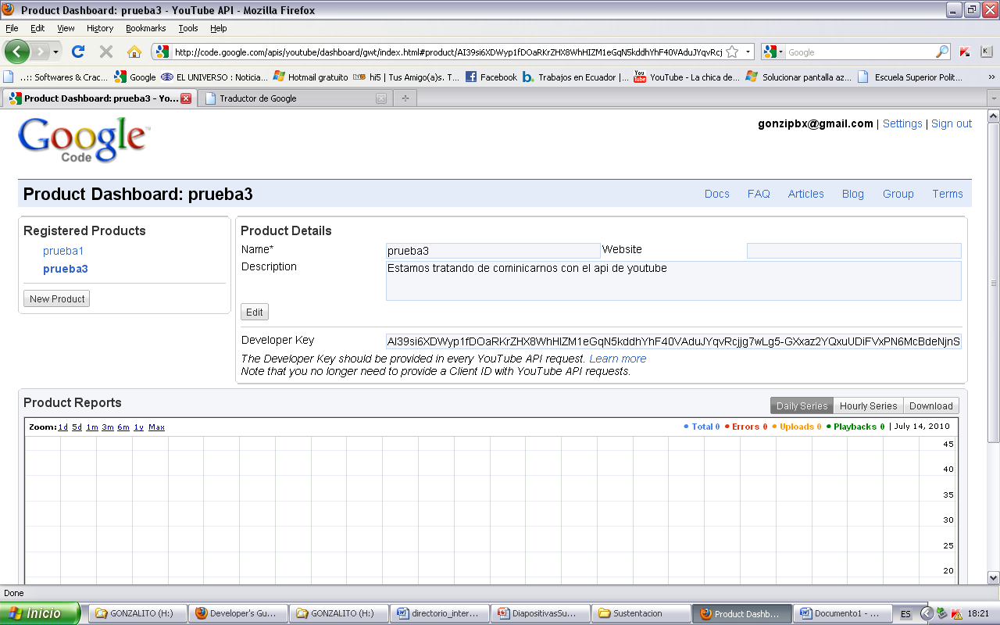 Product Dashboard: prueba3 - YouTube API - Mozilla Firefox
File Edit View History Bookmarks Tools Help
http://code.google.com/apis/youtube/dashboard/gwt/index.html#product/AI39si6XDWyp1fDOaRKrZHX8WhHIZM1eGqN5kddhYhF40VAduJYqvRcj
Google
..:: Softwares & Crac... Google EL UNIVERSO : Noticia... Hotmail gratuito hi5 | Tus Amigo(a)s. T... Facebook Trabajos en Ecuador |... YouTube - La chica de... Solucionar pantalla az... Escuela Superior Polit... »
Product Dashboard: prueba3 - Yo... Traductor de Google
Google Code
gonzipbx@gmail.com | Settings | Sign out
Product Dashboard: prueba3
Docs FAQ Articles Blog Group Terms
Registered Products
prueba1
prueba3
New Product
Product Details
Name* prueba3 Website
Description Estamos tratando de cominicarnos con el api de youtube
Edit
Developer Key AI39si6XDWyp1fDOaRKrZHX8WhHIZM1eGqN5kddhYhF40VAduJYqvRcjjg7wLg5-GXxaz2YQxuUDiFVxPN6McBdeNjnS
The Developer Key should be provided in every YouTube API request. Learn more
Note that you no longer need to provide a Client ID with YouTube API requests.
Product Reports
Daily Series Hourly Series Download
Zoom: 1d 5d 1m 3m 6m 1y Max
Total 0 Errors 0 Uploads 0 Playbacks 0 | July 14, 2010
45
40
35
30
25
20
Done
Inicio GONZALITO (H:) Developer's Gu... GONZALITO (H:) directorio_inter... DiapositivasSu... Sustentacion Product Dashb... Documento1 - ... ES 18:21